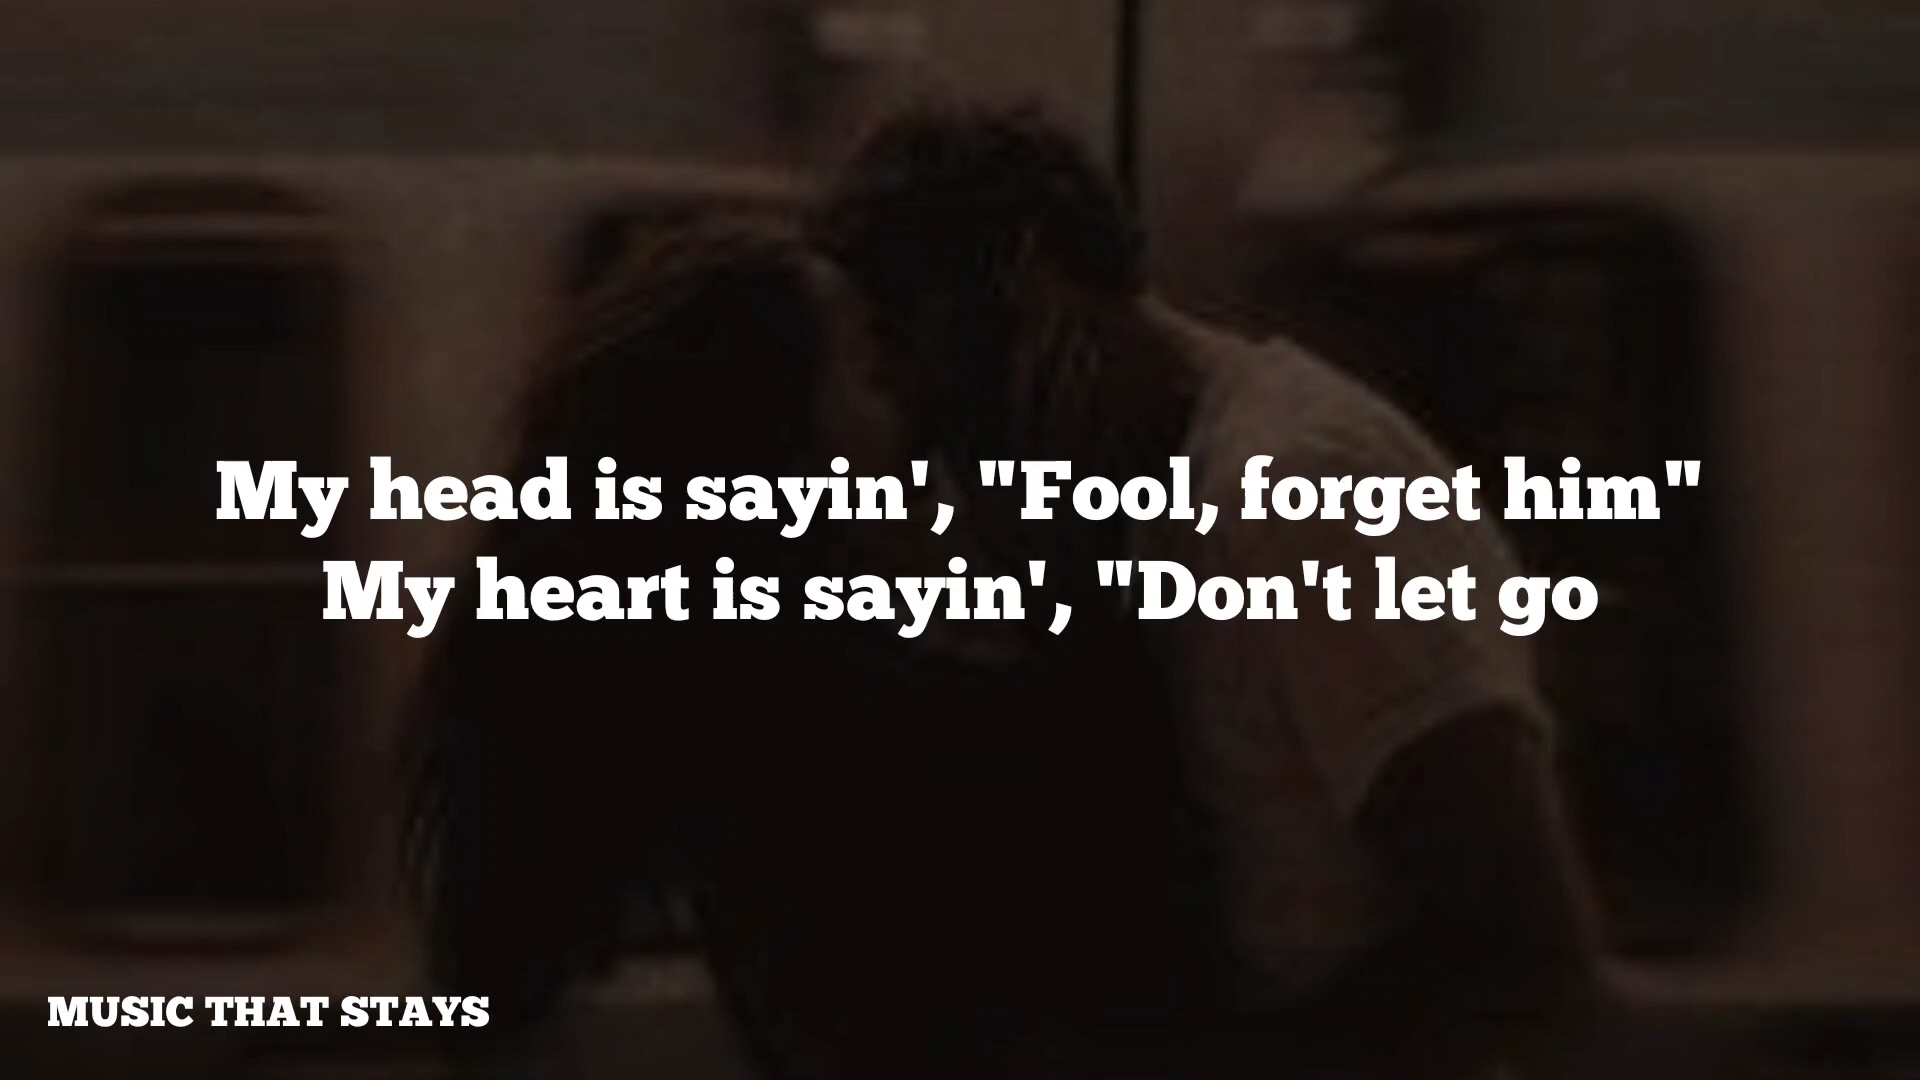 My head is sayin', "Fool, forget him"
My heart is sayin', "Don't let go
MUSIC THAT STAYS